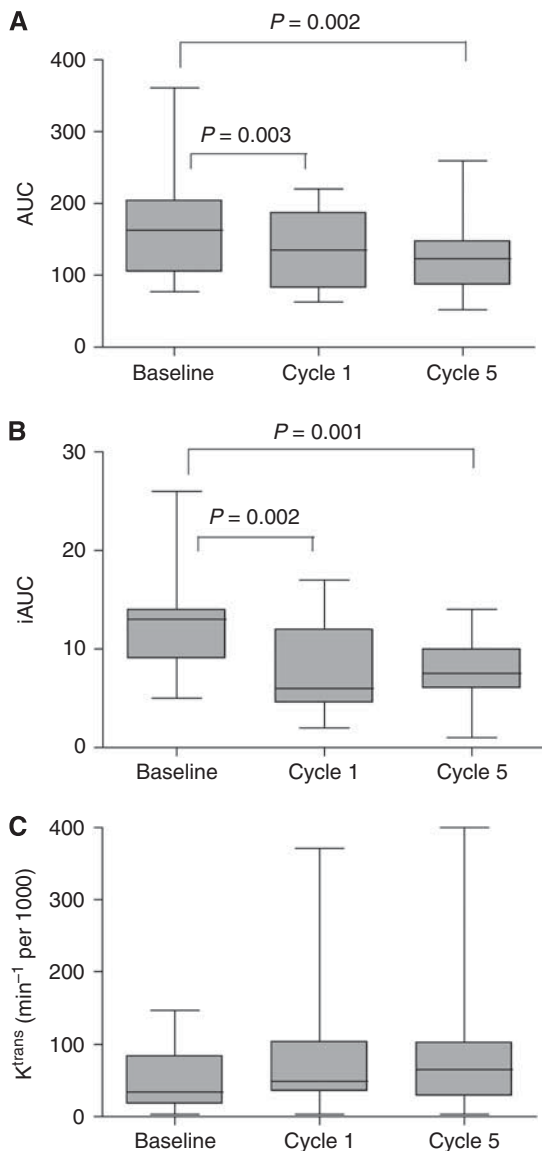 A
P = 0.002
400
300
P = 0.003
200
AUC
100
0
Baseline Cycle 1 Cycle 5
B
P = 0.001
30
P = 0.002
20
iAUC
10
0
Baseline Cycle 1 Cycle 5
C
400
300
200
K^trans (min⁻¹ per 1000)
100
0
Baseline Cycle 1 Cycle 5